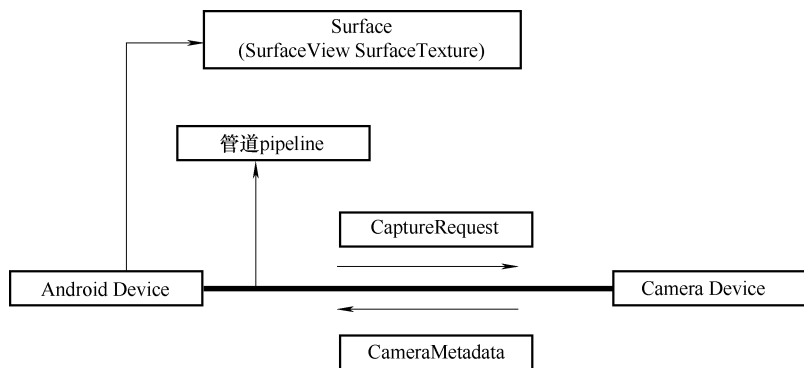 Surface
(SurfaceView SurfaceTexture)
管道pipeline
CaptureRequest
Android Device
Camera Device
CameraMetadata